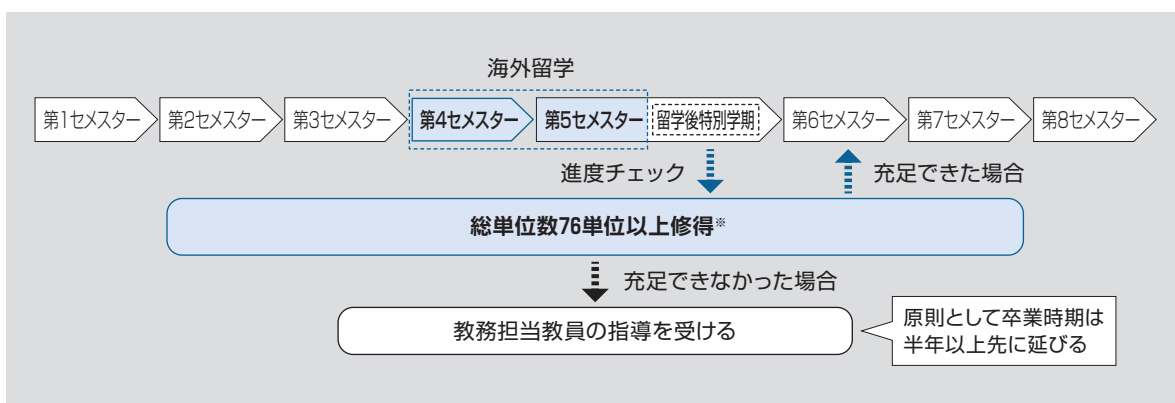 海外留学
第1セメスター
第2セメスター
第3セメスター
第4セメスター
第5セメスター
留学後特別学期
第6セメスター
第7セメスター
第8セメスター
進度チェック
充足できた場合
総単位数76単位以上修得※
充足できなかった場合
教務担当教員の指導を受ける
原則として卒業時期は
半年以上先に延びる